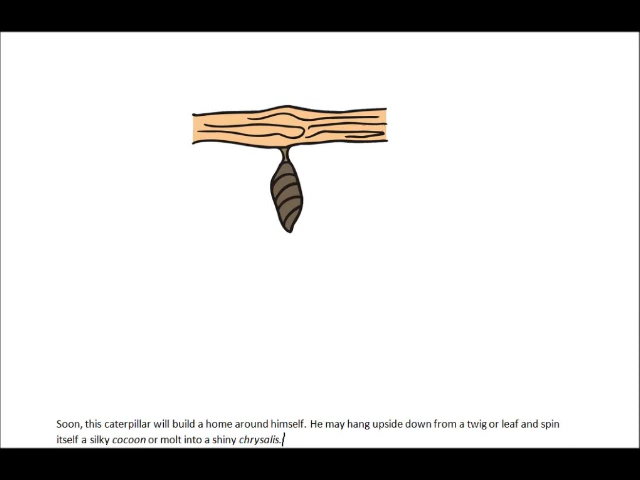 Soon, this caterpillar will build a home around himself. He may hang upside down from a twig or leaf and spin
itself a silky cocoon or molt into a shiny chrysalis.